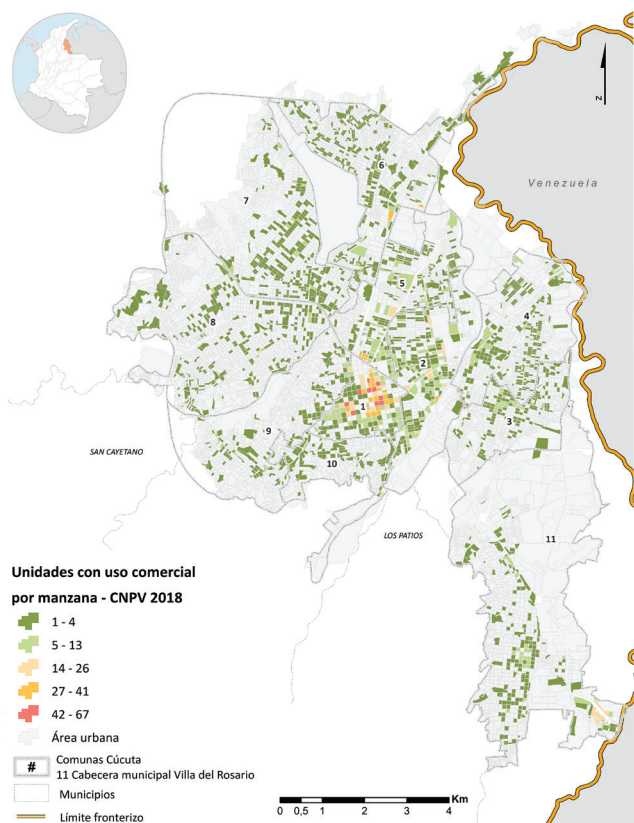 z
Venezuela
6
7
5
4
8
2
1
3
9
10
SAN CAYETANO
11
LOS PATIOS
Unidades con uso comercial
por manzana - CNPV 2018
1 - 4
5 - 13
14 - 26
27 - 41
42 - 67
Área urbana
# Comunas Cúcuta
11 Cabecera municipal Villa del Rosario
Municipios
Límite fronterizo
Km
0 0,5 1 2 3 4